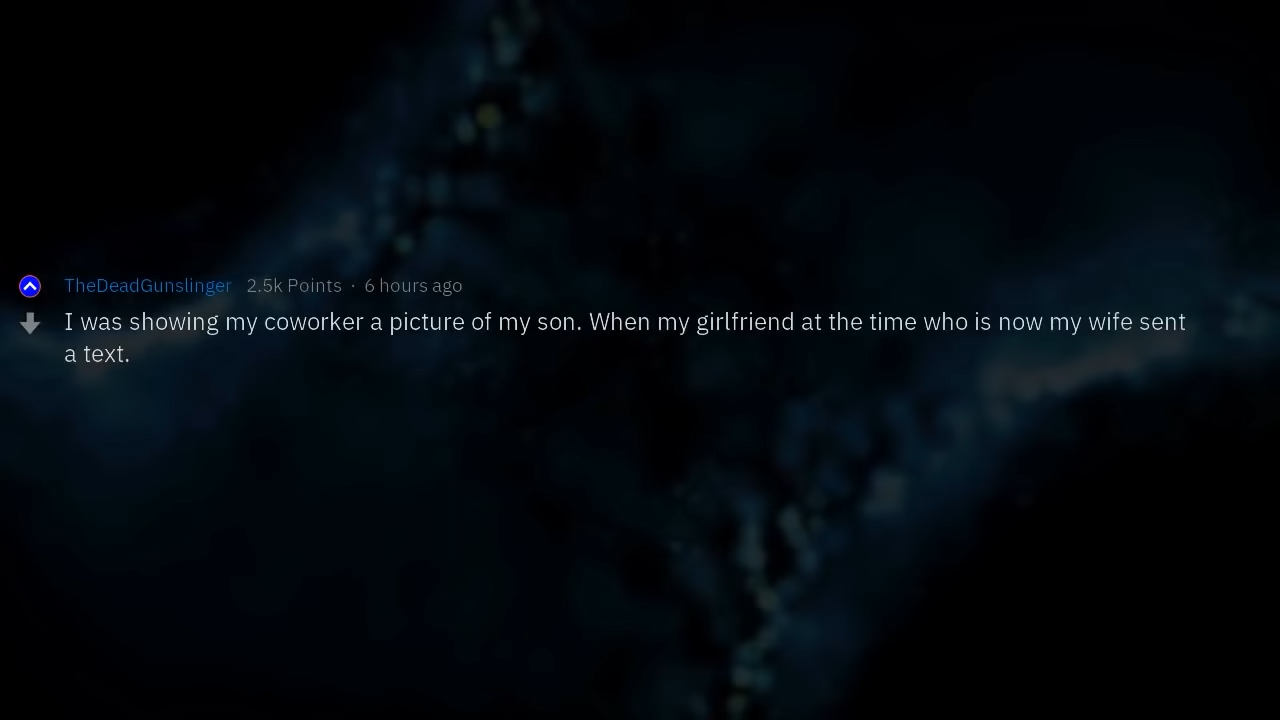 TheDeadGunslinger 2.5k Points · 6 hours ago
I was showing my coworker a picture of my son. When my girlfriend at the time who is now my wife sent
a text.